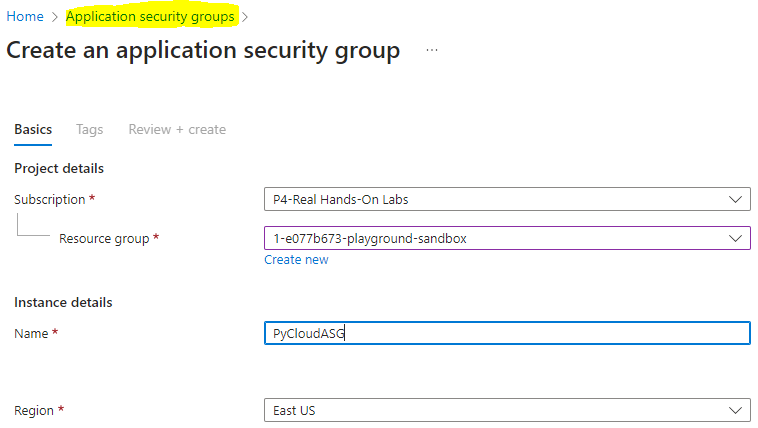 Home > Application security groups >
Create an application security group ...
Basics Tags Review + create
Project details
Subscription *
P4-Real Hands-On Labs
Resource group *
1-e077b673-playground-sandbox
Create new
Instance details
Name *
PyCloudASG
Region *
East US